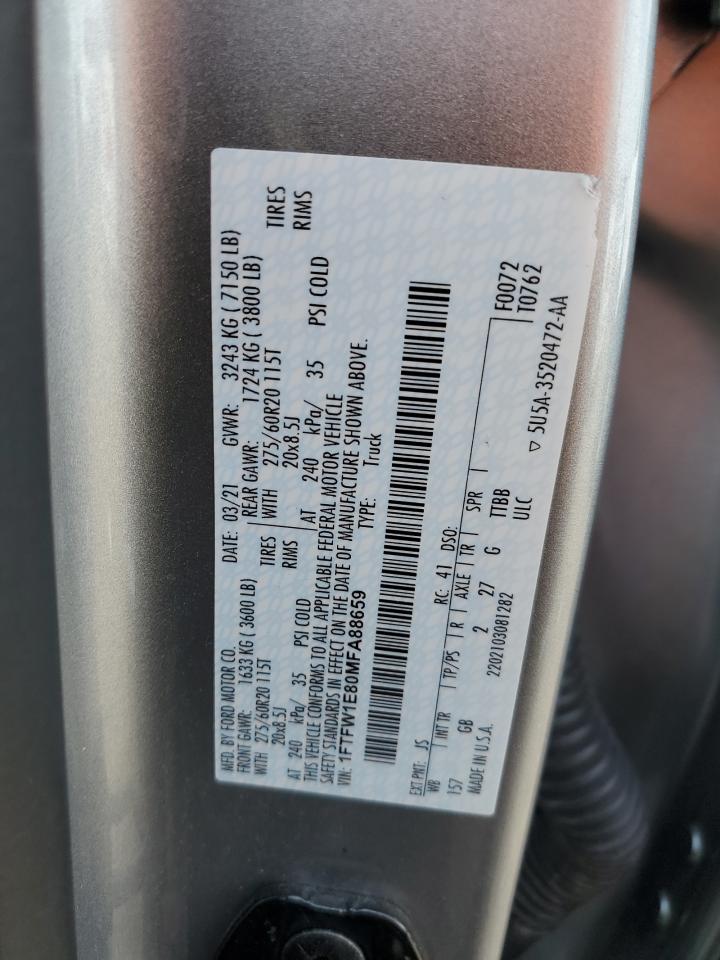 MFD. BY FORD MOTOR CO. DATE: 03/21 GVWR: 3243 KG ( 7150 LB)
FRONT GAWR: 1633 KG ( 3600 LB) REAR GAWR: 1724 KG ( 3800 LB)
WITH 275/60R20 115T TIRES WITH 275/60R20 115T TIRES
20x8.5J RIMS 20x8.5J RIMS
AT 240 kPa/ 35 PSI COLD AT 240 kPa/ 35 PSI COLD
THIS VEHICLE CONFORMS TO ALL APPLICABLE FEDERAL MOTOR VEHICLE
SAFETY STANDARDS IN EFFECT ON THE DATE OF MANUFACTURE SHOWN ABOVE.
VIN: 1FTFW1E80MFA88659 TYPE: Truck
EXT PNT: JS RC: 41 DSO: F0072
WB INT TR TP/PS R AXLE TR SPR T0762
157 GB 2 27 G TTBB
MADE IN U.S.A. 2202103081282 ULC
▽ 5U5A-3520472-AA